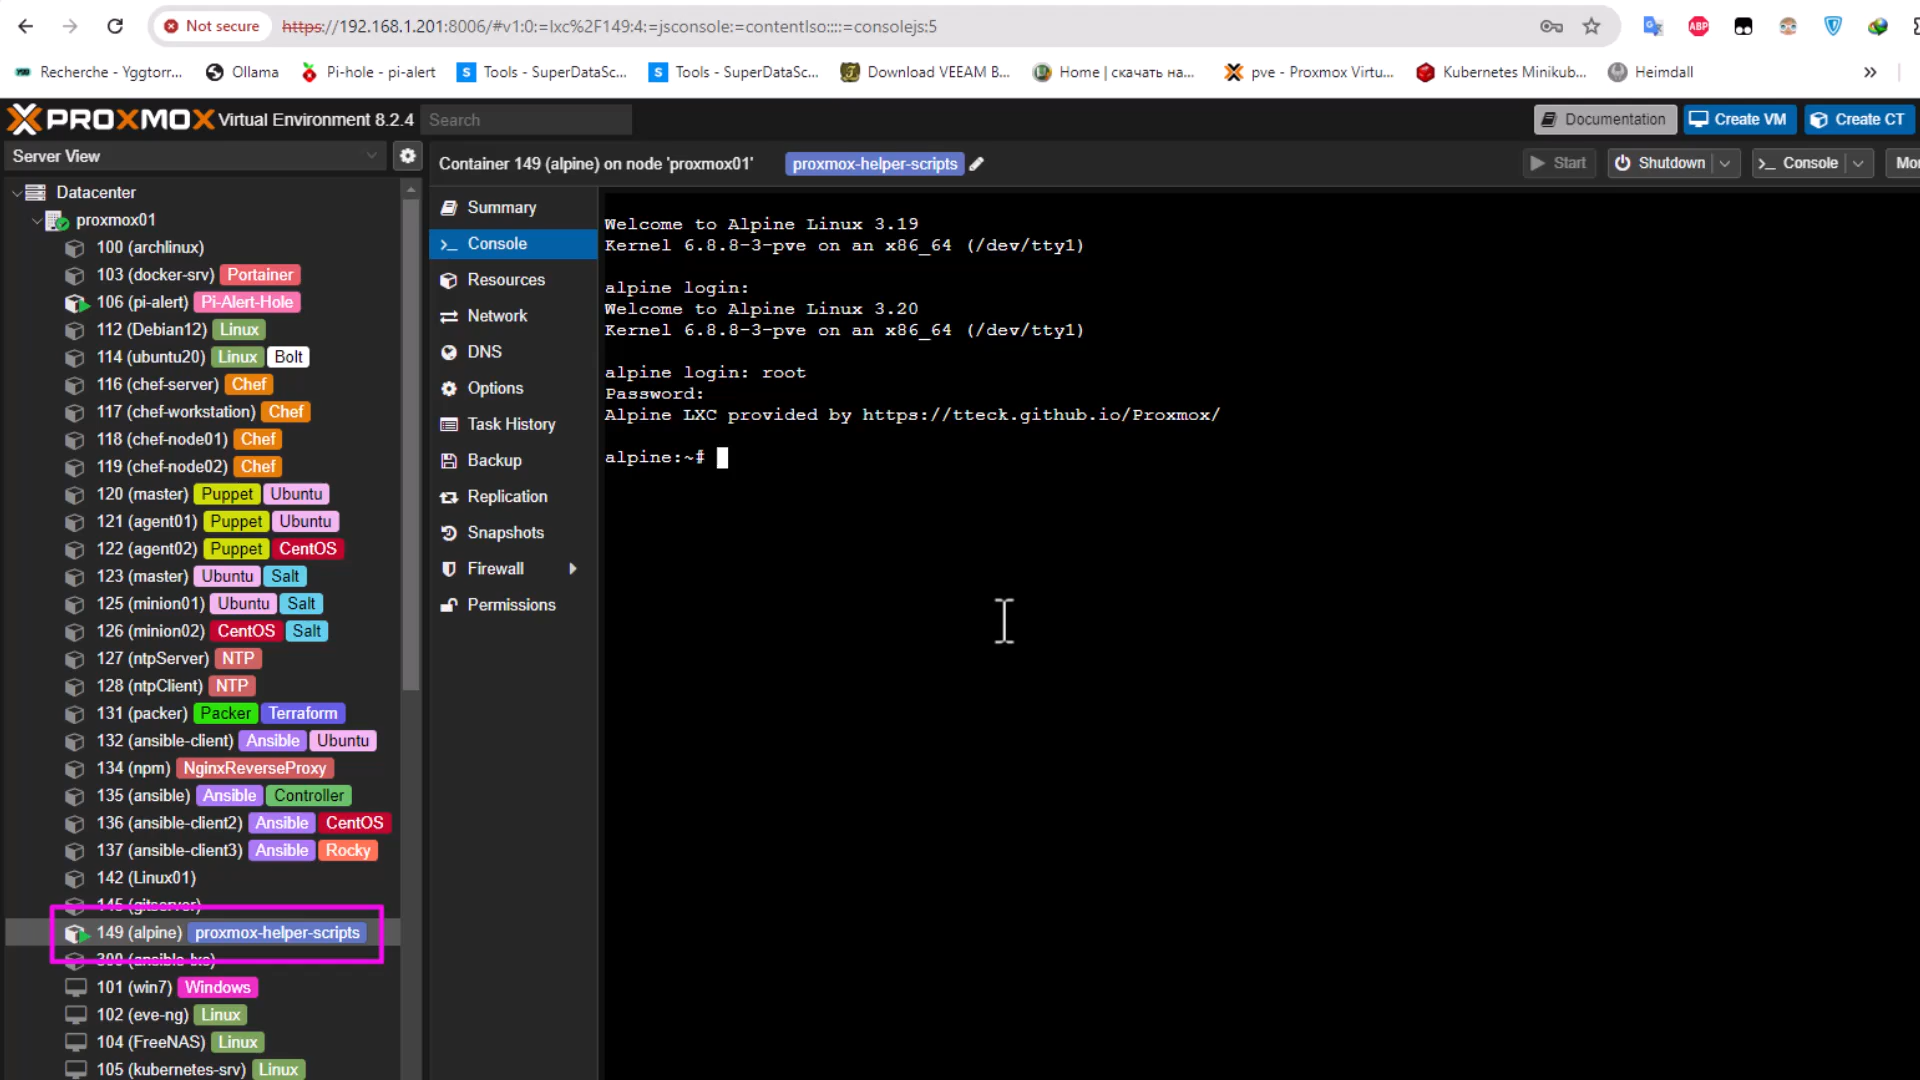 Not secure
https://192.168.1.201:8006/#v1:0:=lxc%2F149:4:=jsconsole:=contentIso::::=consolejs:5
Recherche - Yggtorr...
Ollama
Pi-hole - pi-alert
Tools - SuperDataSc...
Tools - SuperDataSc...
Download VEEAM B...
Home | скачать на...
pve - Proxmox Virtu...
Kubernetes Minikub...
Heimdall
PROXMOX Virtual Environment 8.2.4
Search
Documentation
Create VM
Create CT
Server View
Container 149 (alpine) on node 'proxmox01'
proxmox-helper-scripts
Start
Shutdown
Console
Datacenter
proxmox01
100 (archlinux)
103 (docker-srv) Portainer
106 (pi-alert) Pi-Alert-Hole
112 (Debian12) Linux
114 (ubuntu20) Linux Bolt
116 (chef-server) Chef
117 (chef-workstation) Chef
118 (chef-node01) Chef
119 (chef-node02) Chef
120 (master) Puppet Ubuntu
121 (agent01) Puppet Ubuntu
122 (agent02) Puppet CentOS
123 (master) Ubuntu Salt
125 (minion01) Ubuntu Salt
126 (minion02) CentOS Salt
127 (ntpServer) NTP
128 (ntpClient) NTP
131 (packer) Packer Terraform
132 (ansible-client) Ansible Ubuntu
134 (npm) NginxReverseProxy
135 (ansible) Ansible Controller
136 (ansible-client2) Ansible CentOS
137 (ansible-client3) Ansible Rocky
142 (Linux01)
145 (gitserver)
149 (alpine) proxmox-helper-scripts
300 (ansible-lxc)
101 (win7) Windows
102 (eve-ng) Linux
104 (FreeNAS) Linux
105 (kubernetes-srv) Linux
Summary
Console
Resources
Network
DNS
Options
Task History
Backup
Replication
Snapshots
Firewall
Permissions
Welcome to Alpine Linux 3.19
Kernel 6.8.8-3-pve on an x86_64 (/dev/tty1)
alpine login:
Welcome to Alpine Linux 3.20
Kernel 6.8.8-3-pve on an x86_64 (/dev/tty1)
alpine login: root
Password:
Alpine LXC provided by https://tteck.github.io/Proxmox/
alpine:~#